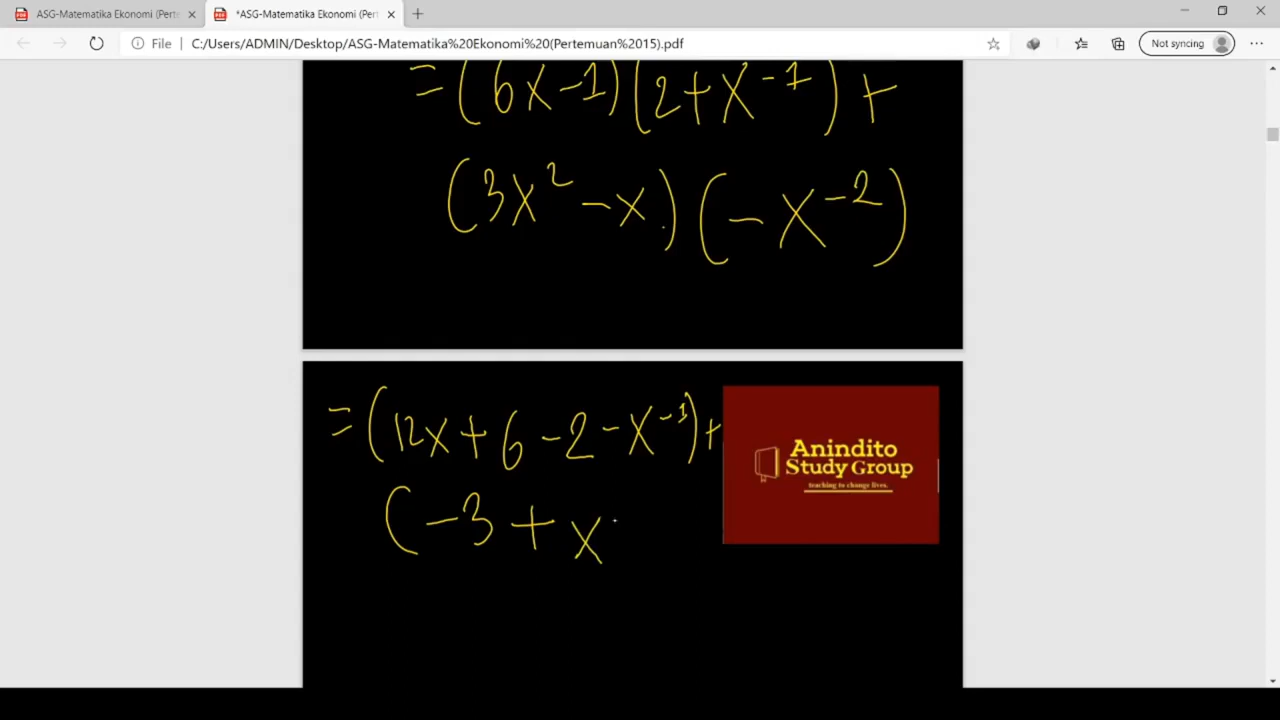 ASG-Matematika Ekonomi (Perte
*ASG-Matematika Ekonomi (Pert
File | C:/Users/ADMIN/Desktop/ASG-Matematika%20Ekonomi%20(Pertemuan%2015).pdf
Not syncing
=(6x-1)(2+x⁻¹)+
(3x²-x)(-x⁻²)
=(12x+6-2-x⁻¹)+
(-3+x
Anindito
Study Group
teaching to change lives.